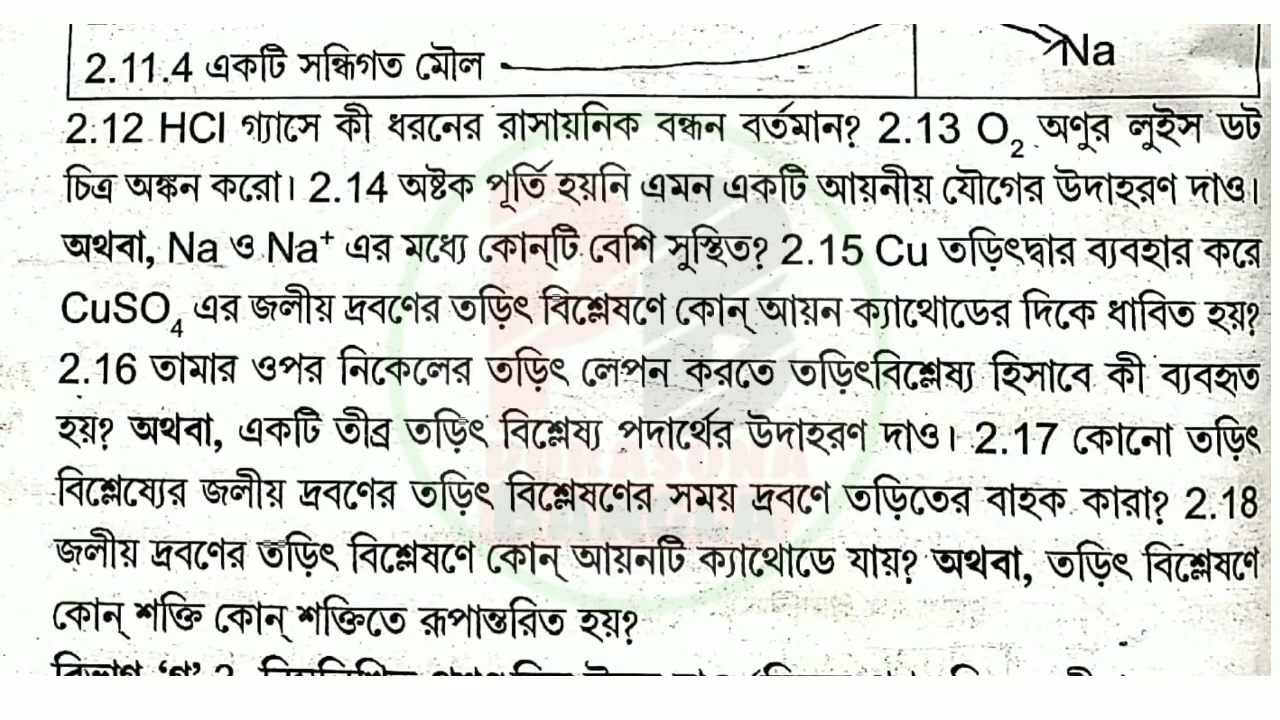 2.11.4 একটি সন্ধিগত মৌল
Na
2.12 HCl গ্যাসে কী ধরনের রাসায়নিক বন্ধন বর্তমান? 2.13 O₂ অণুর লুইস ডট
চিত্র অঙ্কন করো। 2.14 অষ্টক পূর্তি হয়নি এমন একটি আয়নীয় যৌগের উদাহরণ দাও।
অথবা, Na ও Na⁺ এর মধ্যে কোন্‌টি বেশি সুস্থিত? 2.15 Cu তড়িৎদ্বার ব্যবহার করে
CuSO₄ এর জলীয় দ্রবণের তড়িৎ বিশ্লেষণে কোন্ আয়ন ক্যাথোডের দিকে ধাবিত হয়?
2.16 তামার ওপর নিকেলের তড়িৎ লেপন করতে তড়িৎবিশ্লেষ্য হিসাবে কী ব্যবহৃত
হয়? অথবা, একটি তীব্র তড়িৎ বিশ্লেষ্য পদার্থের উদাহরণ দাও। 2.17 কোনো তড়িৎ
বিশ্লেষ্যের জলীয় দ্রবণের তড়িৎ বিশ্লেষণের সময় দ্রবণে তড়িতের বাহক কারা? 2.18
জলীয় দ্রবণের তড়িৎ বিশ্লেষণে কোন্ আয়নটি ক্যাথোডে যায়? অথবা, তড়িৎ বিশ্লেষণে
কোন্ শক্তি কোন্ শক্তিতে রূপান্তরিত হয়?
PORASONA
BANGLA